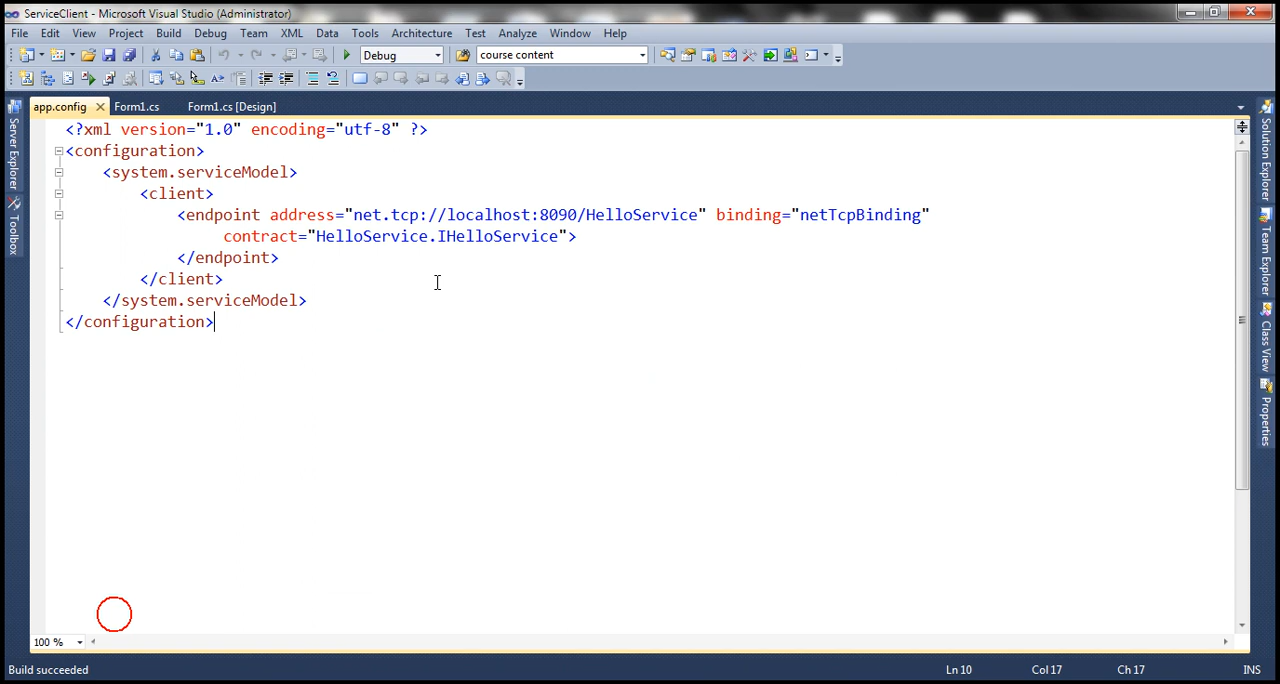 ServiceClient - Microsoft Visual Studio (Administrator)
File Edit View Project Build Debug Team XML Data Tools Architecture Test Analyze Window Help
Debug course content
app.config Form1.cs Form1.cs [Design]
<?xml version="1.0" encoding="utf-8" ?>
<configuration>
<system.serviceModel>
<client>
<endpoint address="net.tcp://localhost:8090/HelloService" binding="netTcpBinding"
contract="HelloService.IHelloService">
</endpoint>
</client>
</system.serviceModel>
</configuration>
Server Explorer
Toolbox
Solution Explorer
Team Explorer
Class View
Properties
100 %
Build succeeded Ln 10 Col 17 Ch 17 INS